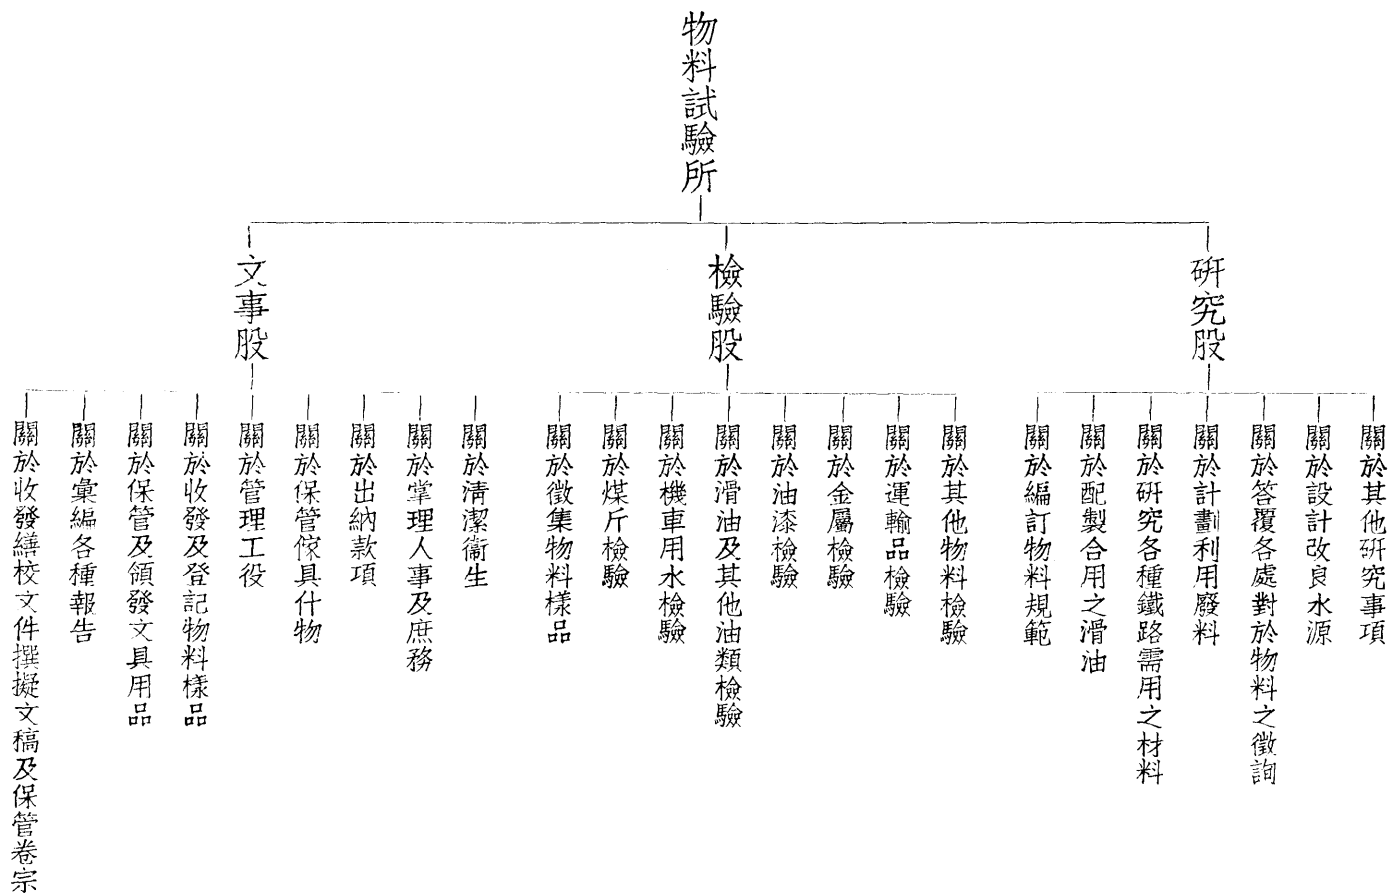 物料試驗所
文事股
檢驗股
研究股
關於收發繕校文件撰擬文稿及保管卷宗
關於彙編各種報告
關於保管及領發文具用品
關於收發及登記物料樣品
關於管理工役
關於保管傢具什物
關於出納款項
關於掌理人事及庶務
關於清潔衞生
關於徵集物料樣品
關於煤斤檢驗
關於機車用水檢驗
關於滑油及其他油類檢驗
關於油漆檢驗
關於金屬檢驗
關於運輸品檢驗
關於其他物料檢驗
關於編訂物料規範
關於配製合用之滑油
關於研究各種鐵路需用之材料
關於計劃利用廢料
關於答覆各處對於物料之徵詢
關於設計改良水源
關於其他研究事項